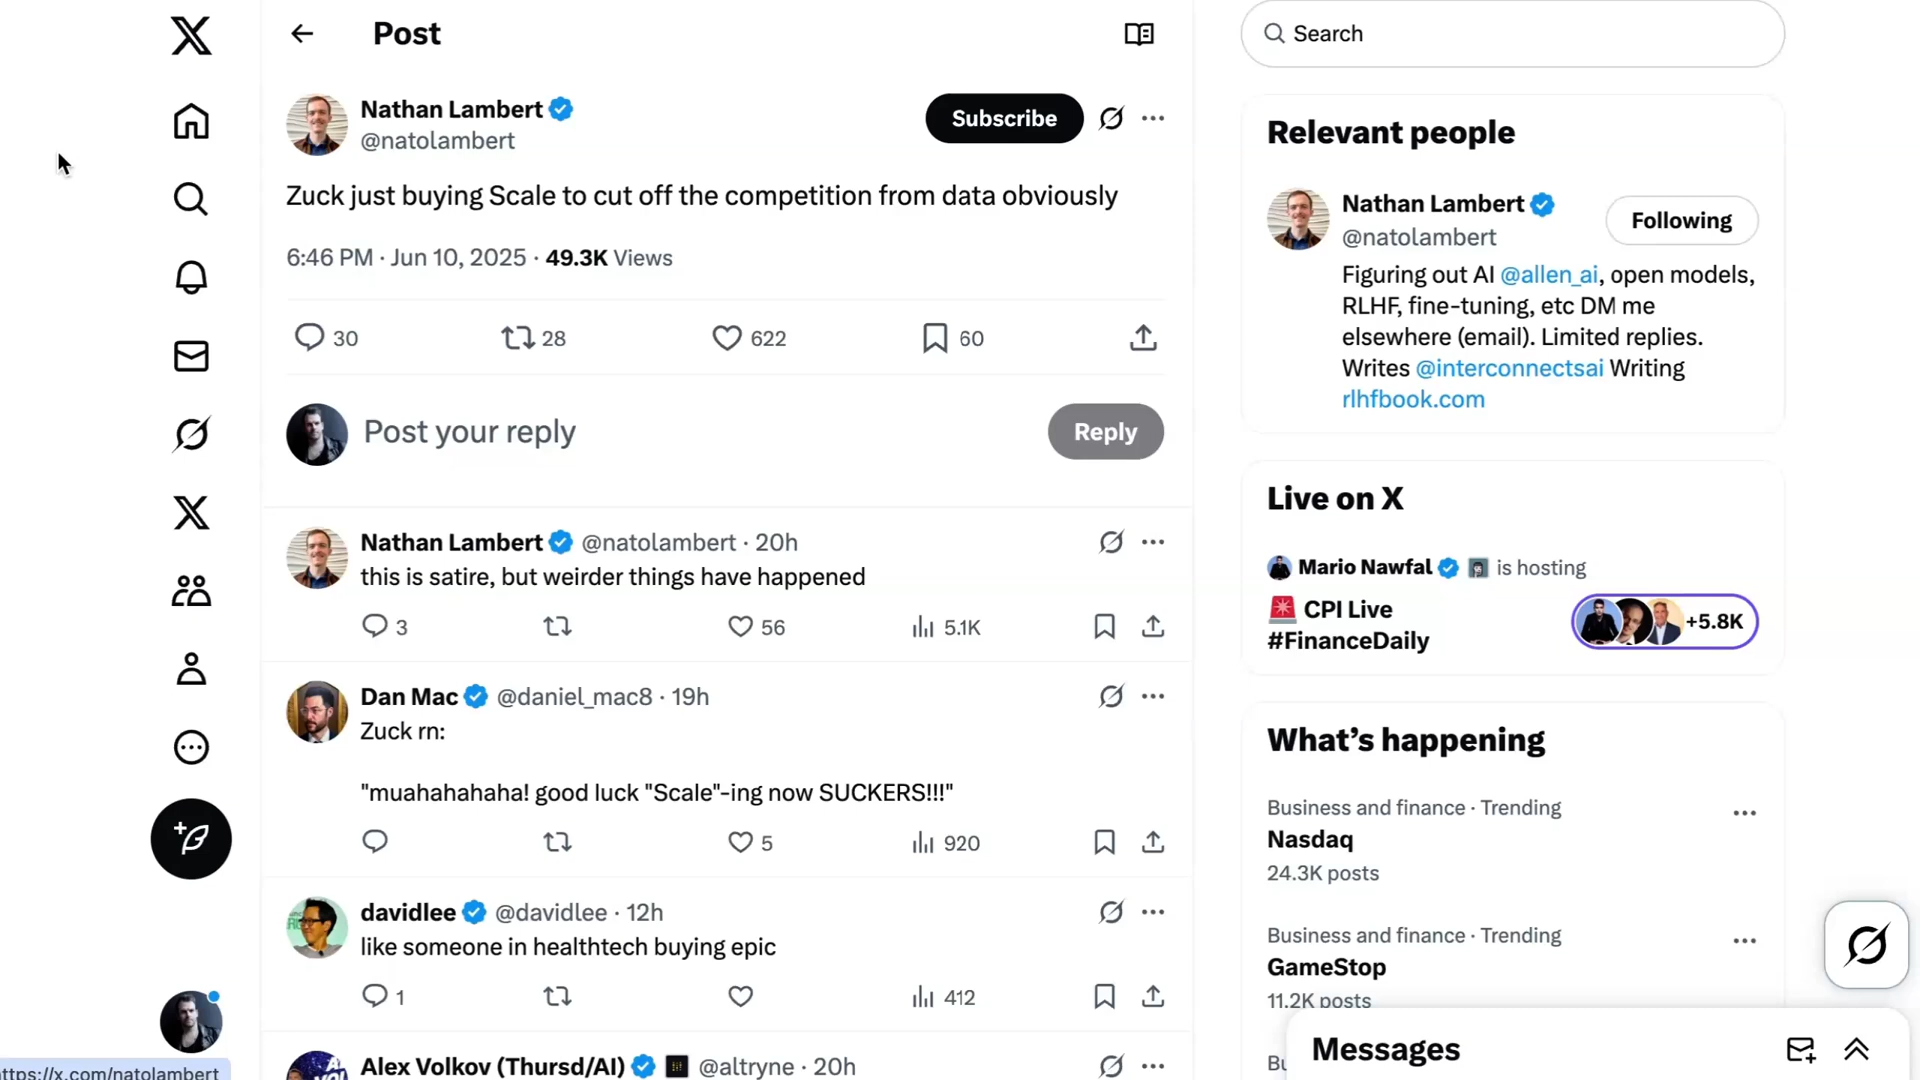 Post
Nathan Lambert
@natolambert
Subscribe
Zuck just buying Scale to cut off the competition from data obviously
6:46 PM · Jun 10, 2025 · 49.3K Views
30 28 622 60
Post your reply
Reply
Nathan Lambert @natolambert · 20h
this is satire, but weirder things have happened
3 56 5.1K
Dan Mac @daniel_mac8 · 19h
Zuck rn:
"muahahahaha! good luck "Scale"-ing now SUCKERS!!!"
5 920
davidlee @davidlee · 12h
like someone in healthtech buying epic
1 412
Alex Volkov (Thursd/AI) @altryne · 20h
https://x.com/natolambert
Search
Relevant people
Nathan Lambert
@natolambert
Following
Figuring out AI @allen_ai, open models,
RLHF, fine-tuning, etc DM me
elsewhere (email). Limited replies.
Writes @interconnectsai Writing
rlhfbook.com
Live on X
Mario Nawfal is hosting
🚨 CPI Live
#FinanceDaily
+5.8K
What's happening
Business and finance · Trending
Nasdaq
24.3K posts
Business and finance · Trending
GameStop
11.2K posts
Messages